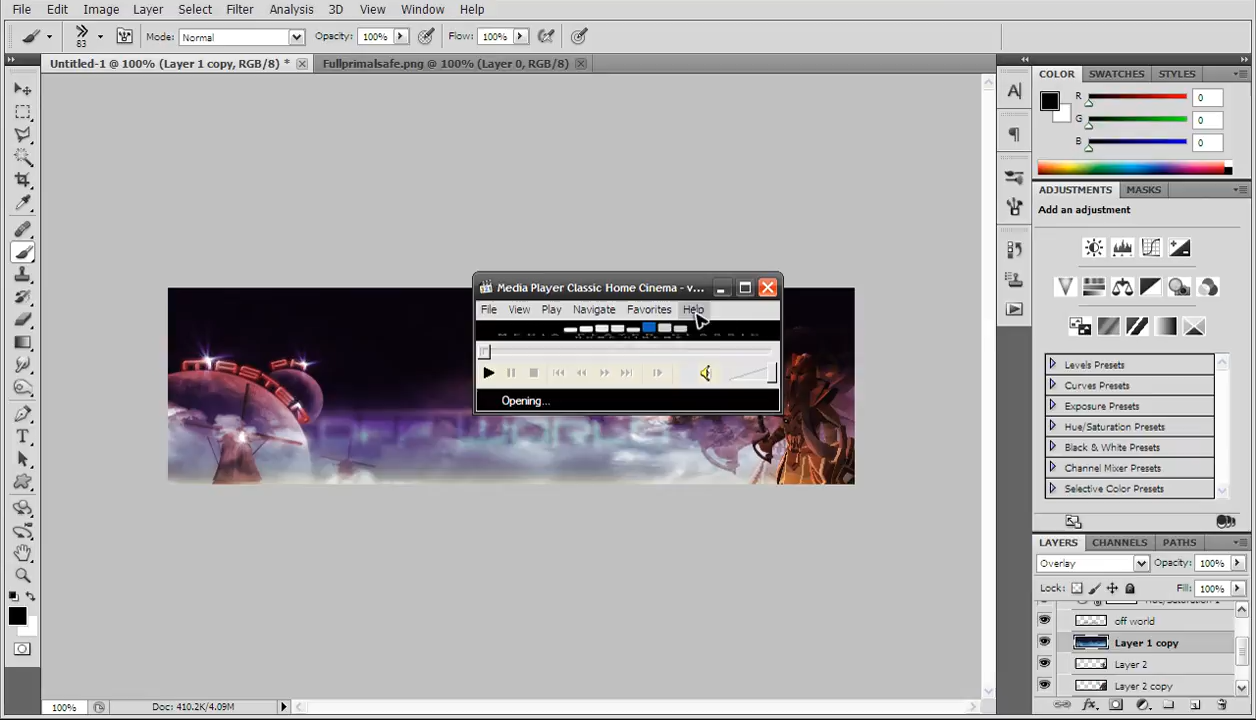 File Edit Image Layer Select Filter Analysis 3D View Window Help
83 Mode: Normal Opacity: 100% Flow: 100%
Untitled-1 @ 100% (Layer 1 copy, RGB/8) * Fullprimalsafe.png @ 100% (Layer 0, RGB/8)
COLOR SWATCHES STYLES
R 0
G 0
B 0
ADJUSTMENTS MASKS
Add an adjustment
Levels Presets
Curves Presets
Exposure Presets
Hue/Saturation Presets
Black & White Presets
Channel Mixer Presets
Selective Color Presets
LAYERS CHANNELS PATHS
Overlay Opacity: 100%
Lock: Fill: 100%
Hue/Saturation 1
off world
Layer 1 copy
Layer 2
Layer 2 copy
Media Player Classic Home Cinema - v...
File View Play Navigate Favorites Help
Opening...
OFF WORLD
100% Doc: 410.2K/4.09M